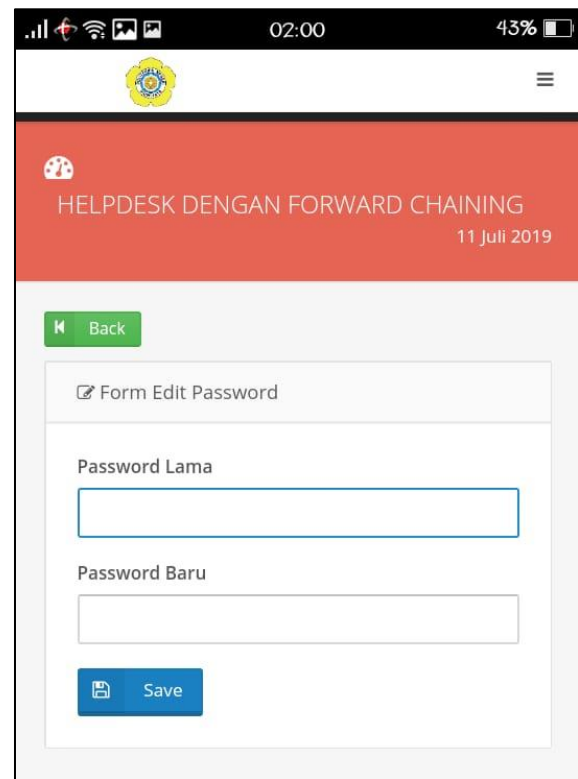 02:00
43%
HELPDESK DENGAN FORWARD CHAINING
11 Juli 2019
Back
Form Edit Password
Password Lama
Password Baru
Save